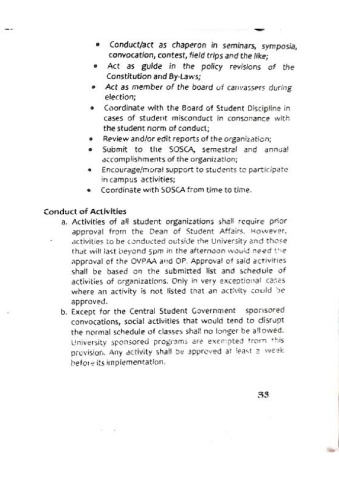 • Conduct/act as chaperon in seminars, symposia,
convocation, contest, field trips and the like;
• Act as guide in the policy revisions of the
Constitution and By-Laws;
• Act as member of the board of canvassers during
election;
• Coordinate with the Board of Student Discipline in
cases of student misconduct in consonance with
the student norm of conduct;
• Review and/or edit reports of the organization;
• Submit to the SOSCA, semestral and annual
accomplishments of the organization;
• Encourage/moral support to students to participate
in campus activities;
• Coordinate with SOSCA from time to time.
Conduct of Activities
a. Activities of all student organizations shall require prior
approval from the Dean of Student Affairs. However,
activities to be conducted outside the University and those
that will last beyond 5pm in the afternoon would need the
approval of the OVPAA and OP. Approval of said activities
shall be based on the submitted list and schedule of
activities of organizations. Only in very exceptional cases
where an activity is not listed that an activity could be
approved.
b. Except for the Central Student Government sponsored
convocations, social activities that would tend to disrupt
the normal schedule of classes shall no longer be allowed.
University sponsored programs are exempted from this
provision. Any activity shall be approved at least a week
before its implementation.
33